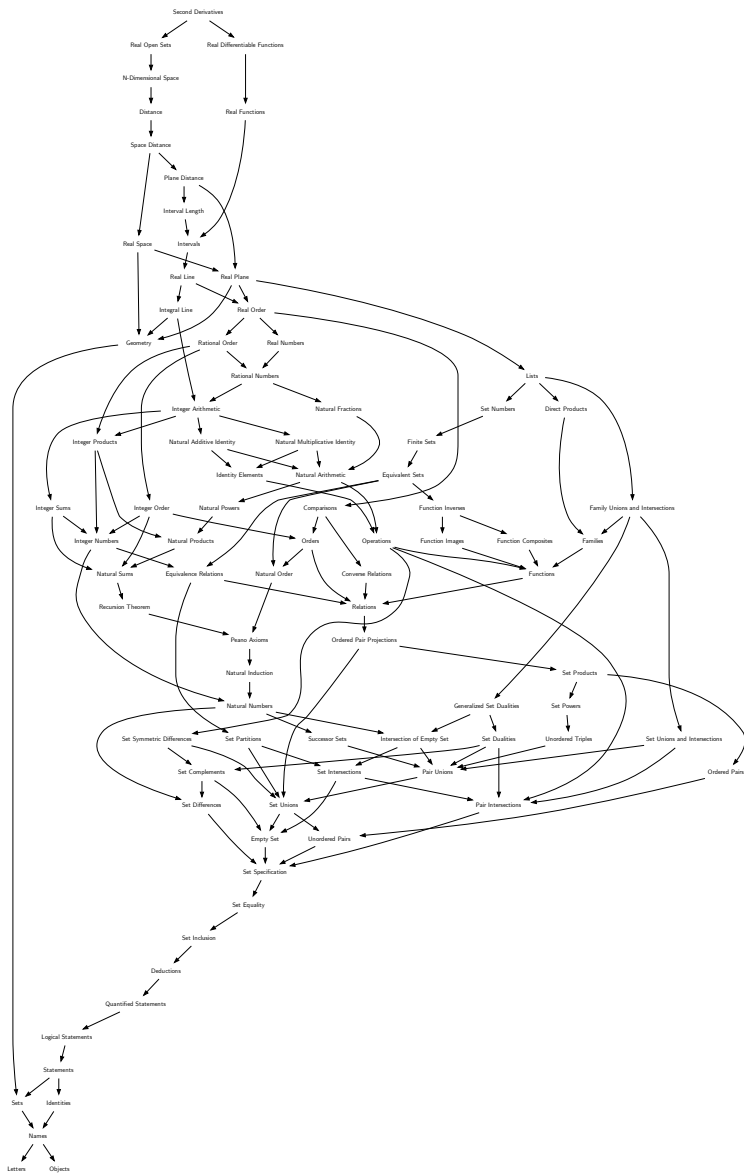 Second Derivatives
Real Open Sets
Real Differentiable Functions
N-Dimensional Space
Distance
Real Functions
Space Distance
Plane Distance
Interval Length
Real Space
Intervals
Real Line
Real Plane
Integral Line
Real Order
Geometry
Rational Order
Real Numbers
Rational Numbers
Lists
Integer Arithmetic
Natural Fractions
Set Numbers
Direct Products
Integer Products
Natural Additive Identity
Natural Multiplicative Identity
Finite Sets
Identity Elements
Natural Arithmetic
Equivalent Sets
Integer Sums
Integer Order
Natural Powers
Comparisons
Function Inverses
Family Unions and Intersections
Integer Numbers
Natural Products
Orders
Operations
Function Images
Function Composites
Families
Natural Sums
Equivalence Relations
Natural Order
Converse Relations
Functions
Recursion Theorem
Relations
Peano Axioms
Ordered Pair Projections
Natural Induction
Set Products
Natural Numbers
Generalized Set Dualities
Set Powers
Set Symmetric Differences
Set Partitions
Successor Sets
Intersection of Empty Set
Set Dualities
Unordered Triples
Set Unions and Intersections
Set Complements
Set Intersections
Pair Unions
Ordered Pairs
Set Differences
Set Unions
Pair Intersections
Empty Set
Unordered Pairs
Set Specification
Set Equality
Set Inclusion
Deductions
Quantified Statements
Logical Statements
Statements
Sets
Identities
Names
Letters
Objects